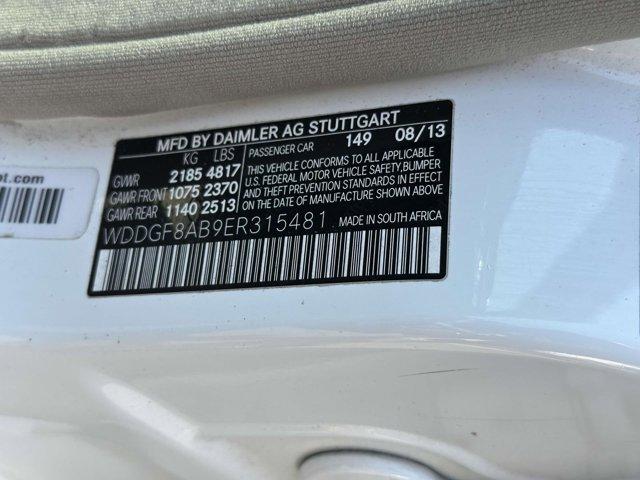 MFD BY DAIMLER AG STUTTGART
KG LBS
PASSENGER CAR 149 08/13
GVWR 2185 4817
GAWR FRONT 1075 2370
GAWR REAR 1140 2513
THIS VEHICLE CONFORMS TO ALL APPLICABLE
U.S. FEDERAL MOTOR VEHICLE SAFETY, BUMPER
AND THEFT PREVENTION STANDARDS IN EFFECT
ON THE DATE OF MANUFACTURE SHOWN ABOVE.
WDDGF8AB9ER315481
MADE IN SOUTH AFRICA
ot.com